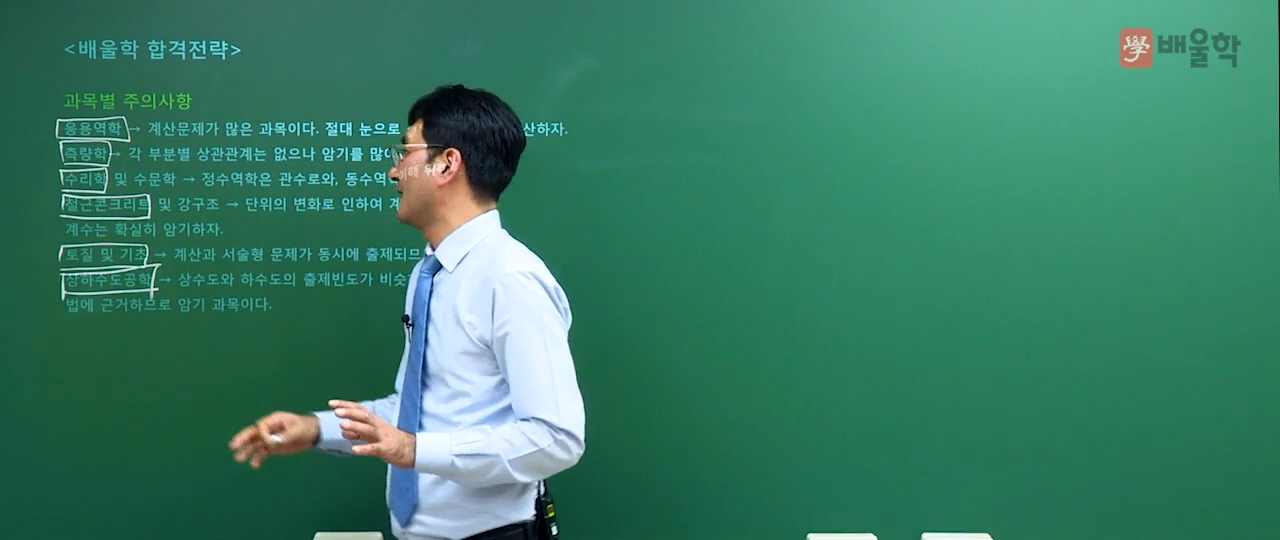 <배울학 합격전략>
學 배울학
과목별 주의사항
응용역학 → 계산문제가 많은 과목이다. 절대 눈으로 산하자.
측량학 → 각 부분별 상관관계는 없으나 암기를 많이
수리학 및 수문학 → 정수역학은 관수로와, 동수역
철근콘크리트 및 강구조 → 단위의 변화로 인하여 계
계수는 확실히 암기하자.
토질 및 기초 → 계산과 서술형 문제가 동시에 출제되므
상하수도공학 → 상수도와 하수도의 출제빈도가 비슷
법에 근거하므로 암기 과목이다.